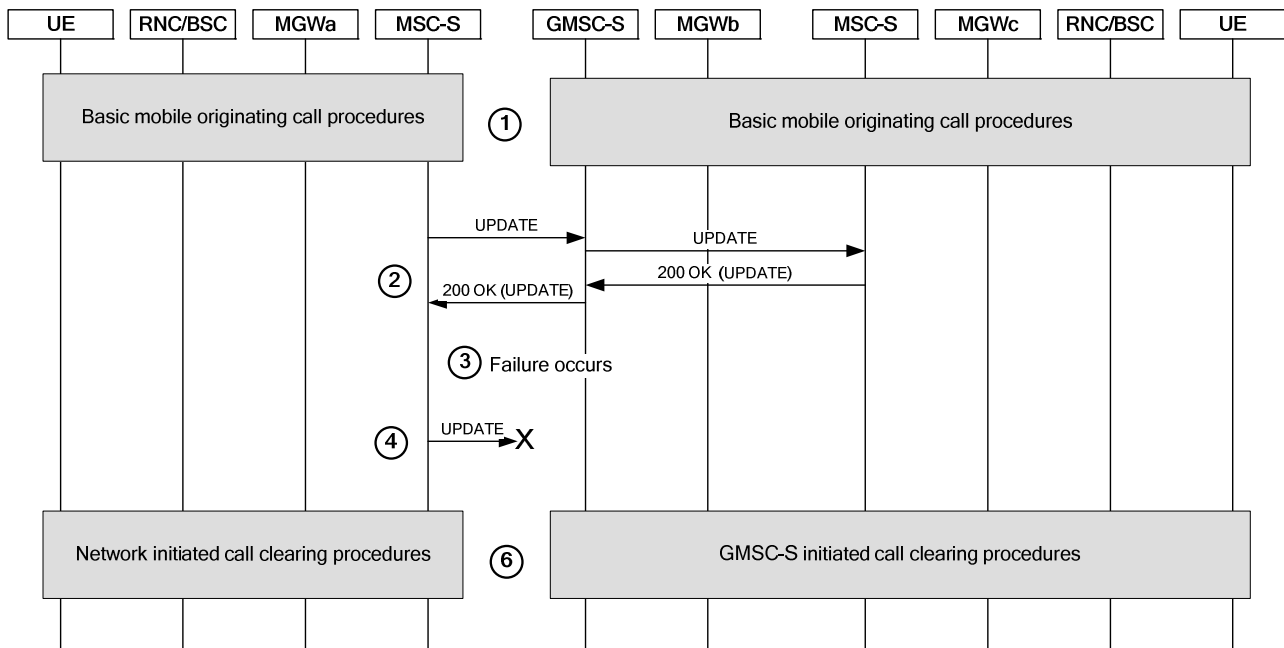 UE RNC/BSC MGWa MSC-S GMSC-S MGWb MSC-S MGWc RNC/BSC UE
Basic mobile originating call procedures
1
Basic mobile originating call procedures
UPDATE
UPDATE
2
200 OK (UPDATE)
200 OK (UPDATE)
3 Failure occurs
4
UPDATE
X
Network initiated call clearing procedures
6
GMSC-S initiated call clearing procedures